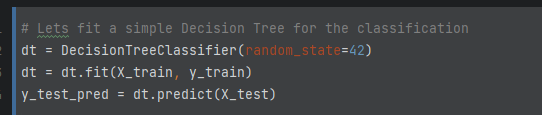 # Lets fit a simple Decision Tree for the classification
dt = DecisionTreeClassifier(random_state=42)
dt = dt.fit(X_train, y_train)
y_test_pred = dt.predict(X_test)